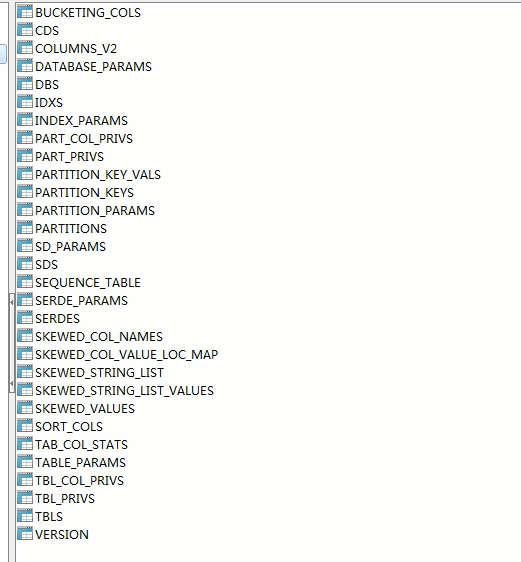 BUCKETING_COLS
CDS
COLUMNS_V2
DATABASE_PARAMS
DBS
IDXS
INDEX_PARAMS
PART_COL_PRIVS
PART_PRIVS
PARTITION_KEY_VALS
PARTITION_KEYS
PARTITION_PARAMS
PARTITIONS
SD_PARAMS
SDS
SEQUENCE_TABLE
SERDE_PARAMS
SERDES
SKEWED_COL_NAMES
SKEWED_COL_VALUE_LOC_MAP
SKEWED_STRING_LIST
SKEWED_STRING_LIST_VALUES
SKEWED_VALUES
SORT_COLS
TAB_COL_STATS
TABLE_PARAMS
TBL_COL_PRIVS
TBL_PRIVS
TBLS
VERSION